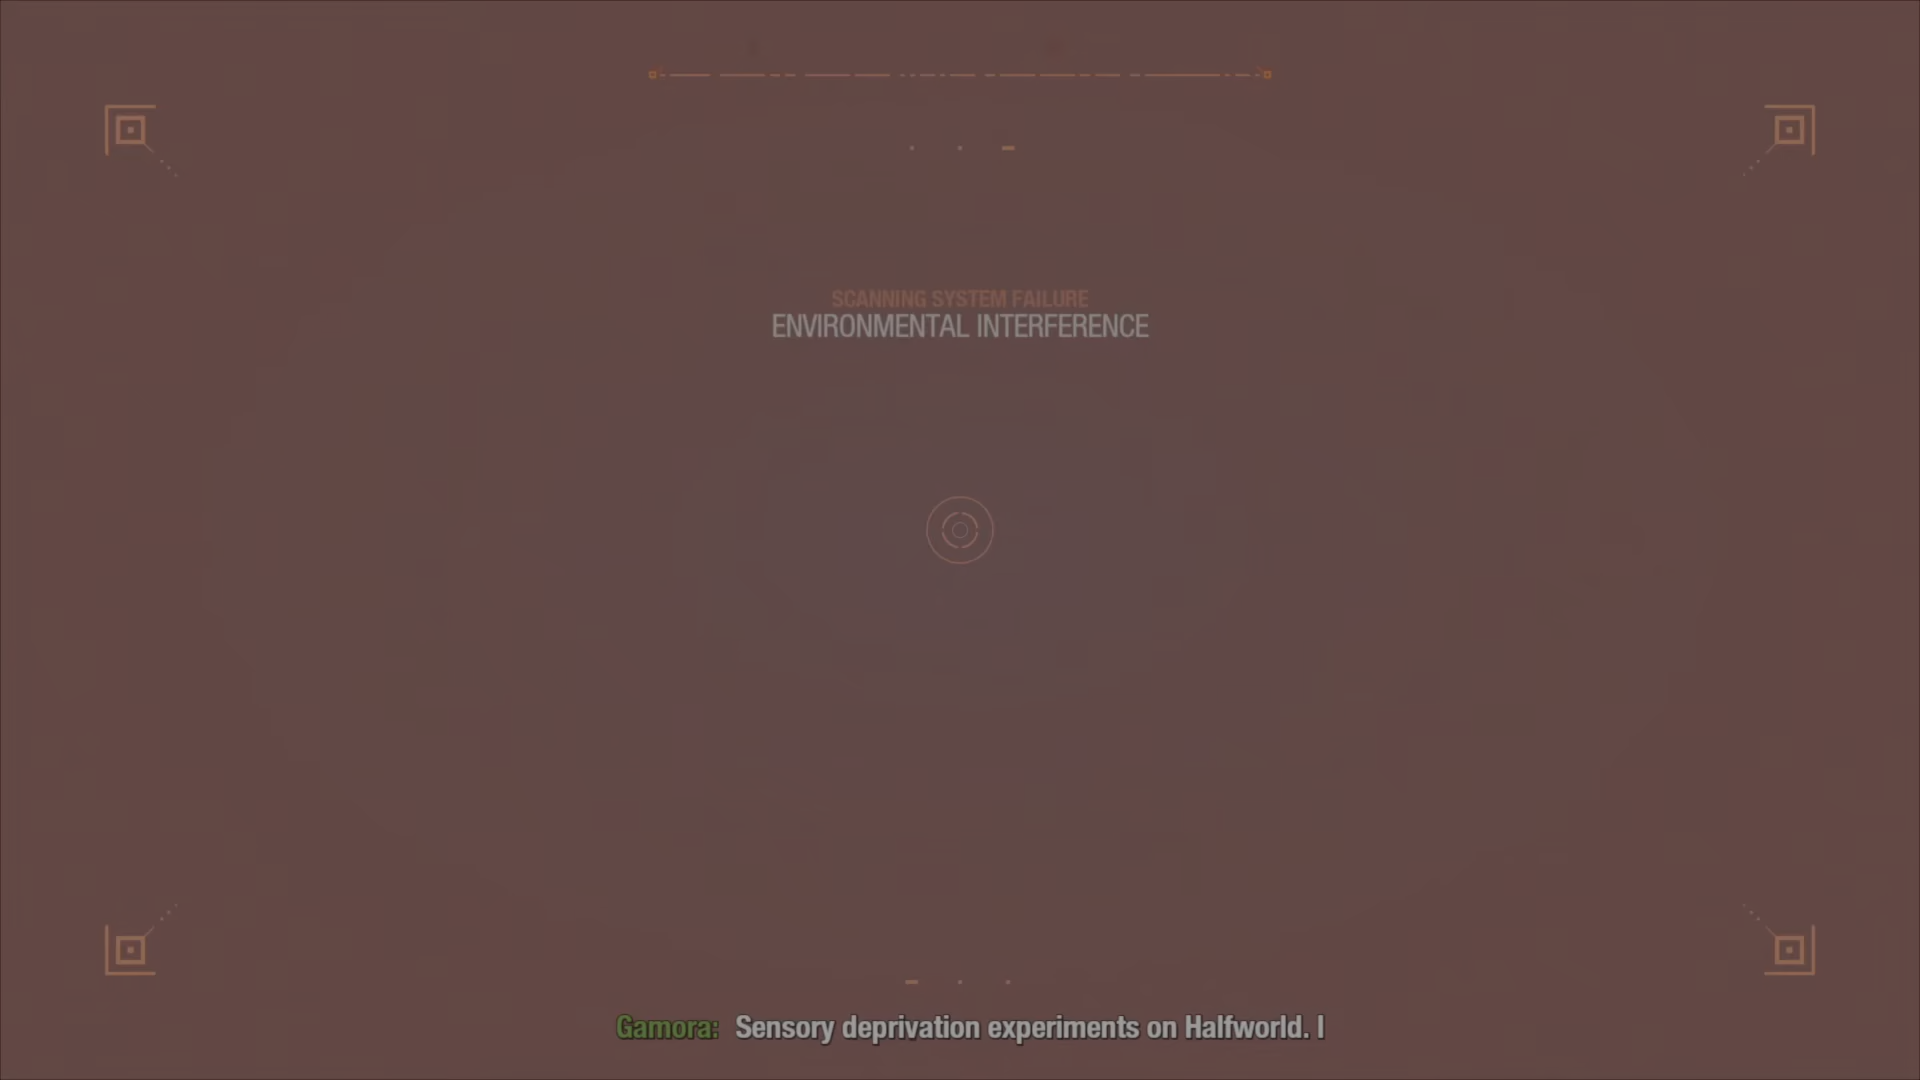 SCANNING SYSTEM FAILURE
ENVIRONMENTAL INTERFERENCE
Gamora: Sensory deprivation experiments on Halfworld. I